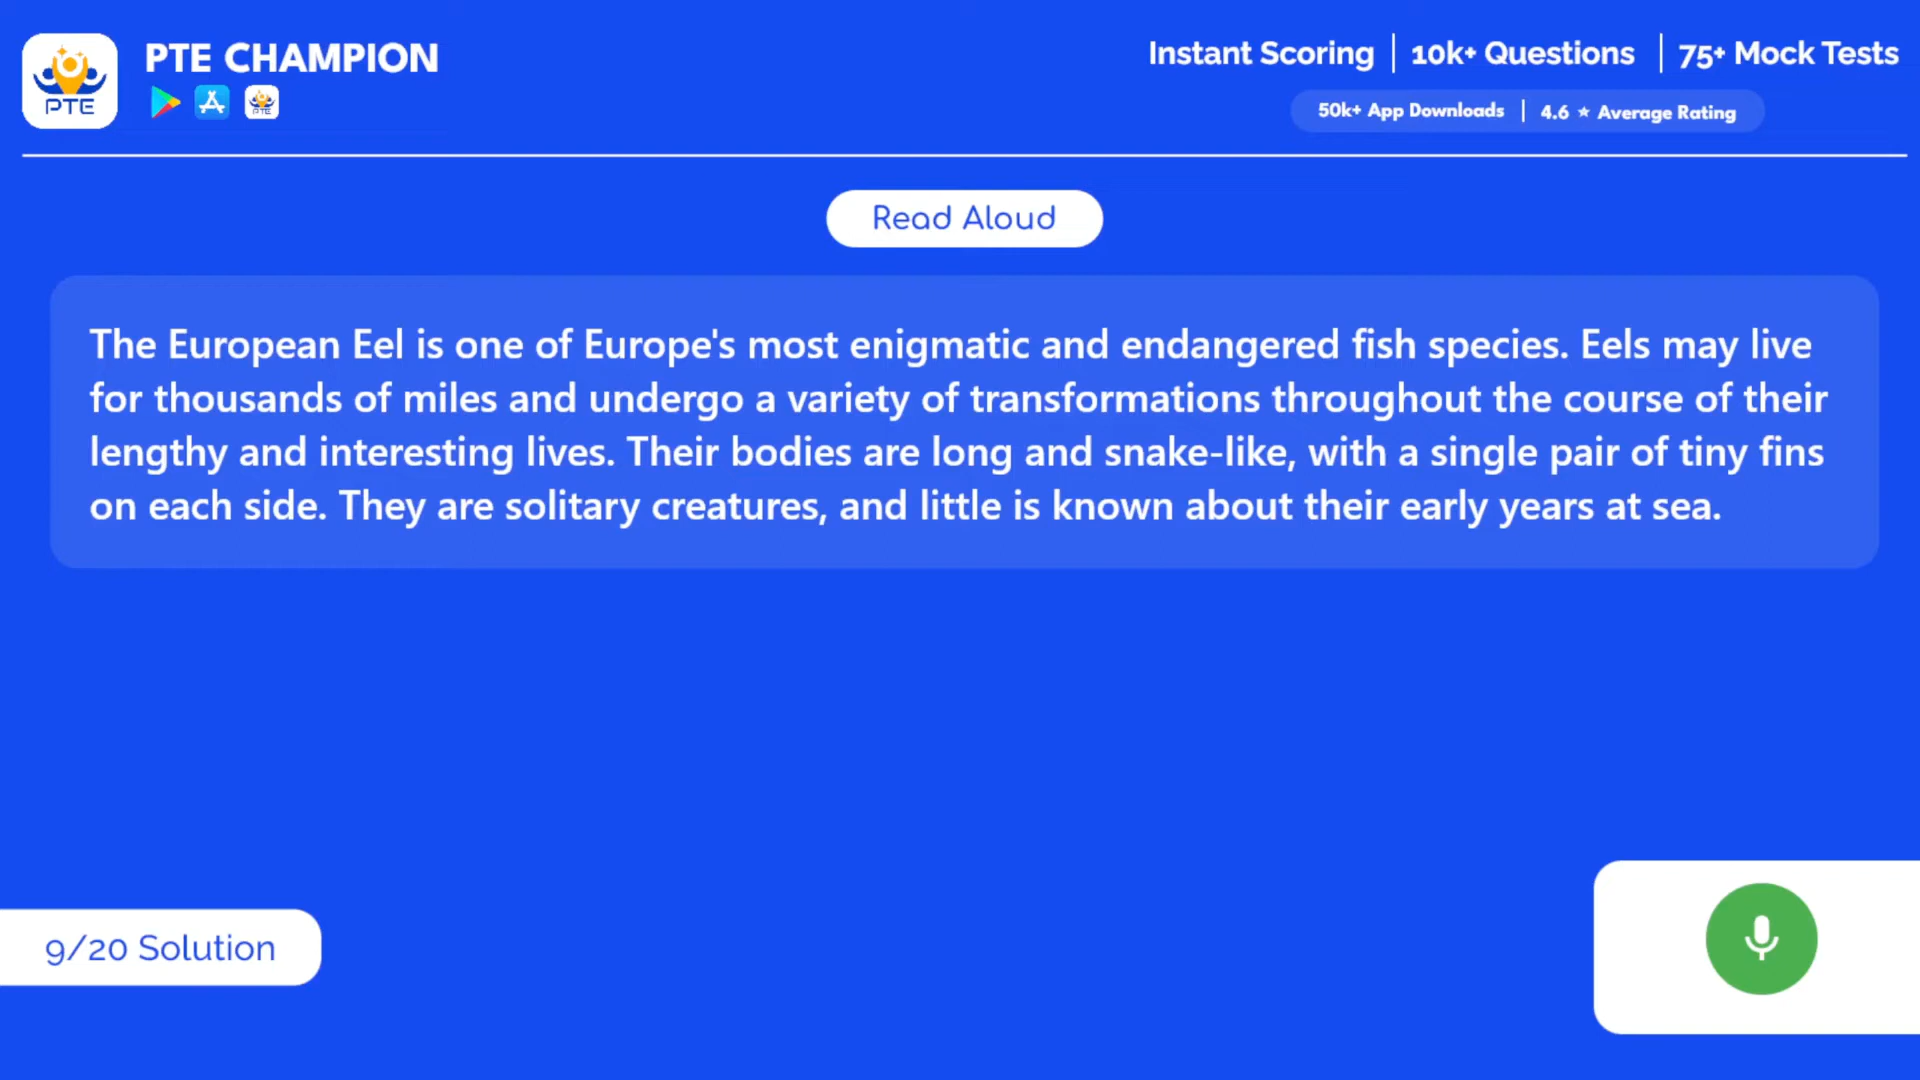 PTE CHAMPION
PTE
PTE
Instant Scoring | 10k+ Questions | 75+ Mock Tests
50k+ App Downloads | 4.6 ★ Average Rating
Read Aloud
The European Eel is one of Europe's most enigmatic and endangered fish species. Eels may live
for thousands of miles and undergo a variety of transformations throughout the course of their
lengthy and interesting lives. Their bodies are long and snake-like, with a single pair of tiny fins
on each side. They are solitary creatures, and little is known about their early years at sea.
9/20 Solution